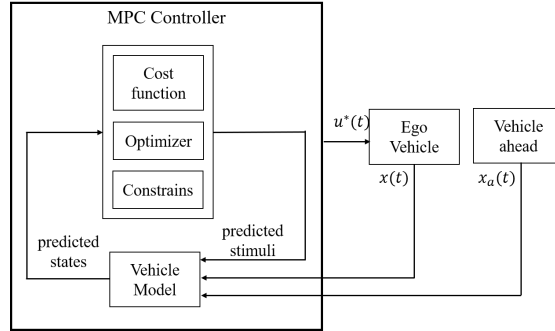 MPC Controller
Cost
function
Optimizer
Constrains
predicted
states
predicted
stimuli
Vehicle
Model
u*(t)
Ego
Vehicle
x(t)
Vehicle
ahead
xₐ(t)